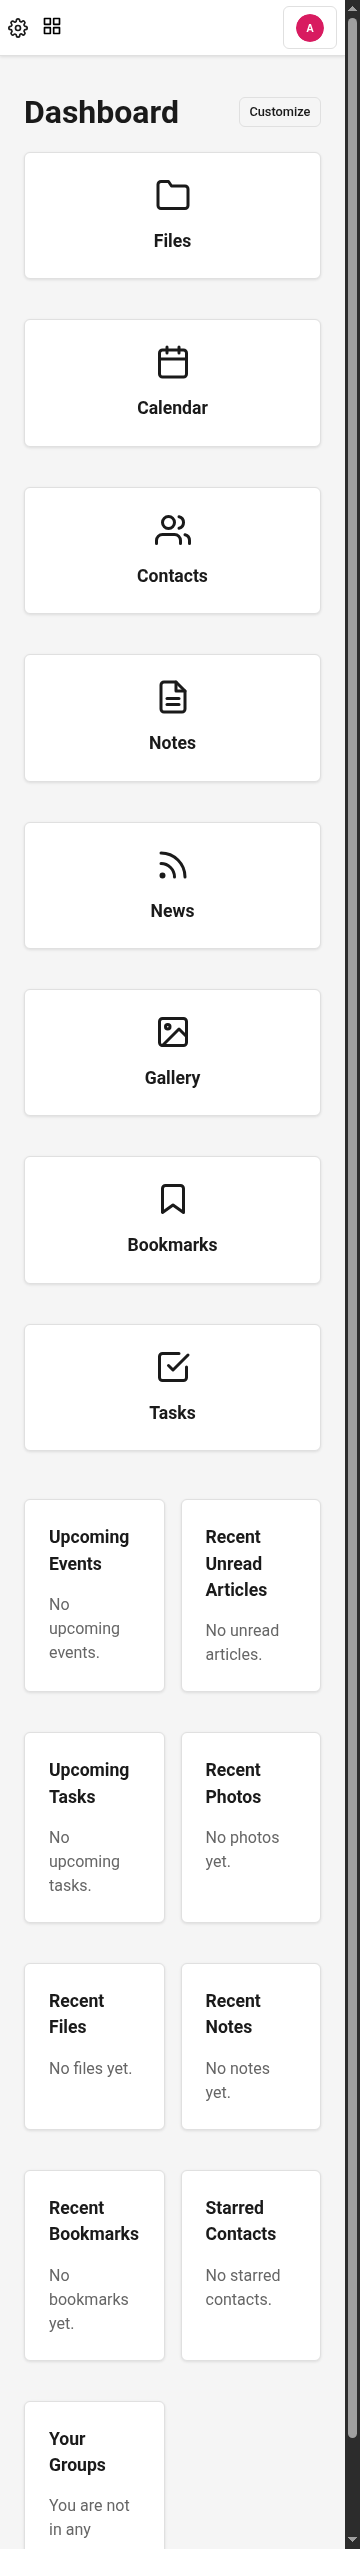 A
Dashboard
Customize
Files
Calendar
Contacts
Notes
News
Gallery
Bookmarks
Tasks
Upcoming
Events
No
upcoming
events.
Recent
Unread
Articles
No unread
articles.
Upcoming
Tasks
No
upcoming
tasks.
Recent
Photos
No photos
yet.
Recent
Files
No files yet.
Recent
Notes
No notes
yet.
Recent
Bookmarks
No
bookmarks
yet.
Starred
Contacts
No starred
contacts.
Your
Groups
You are not
in any